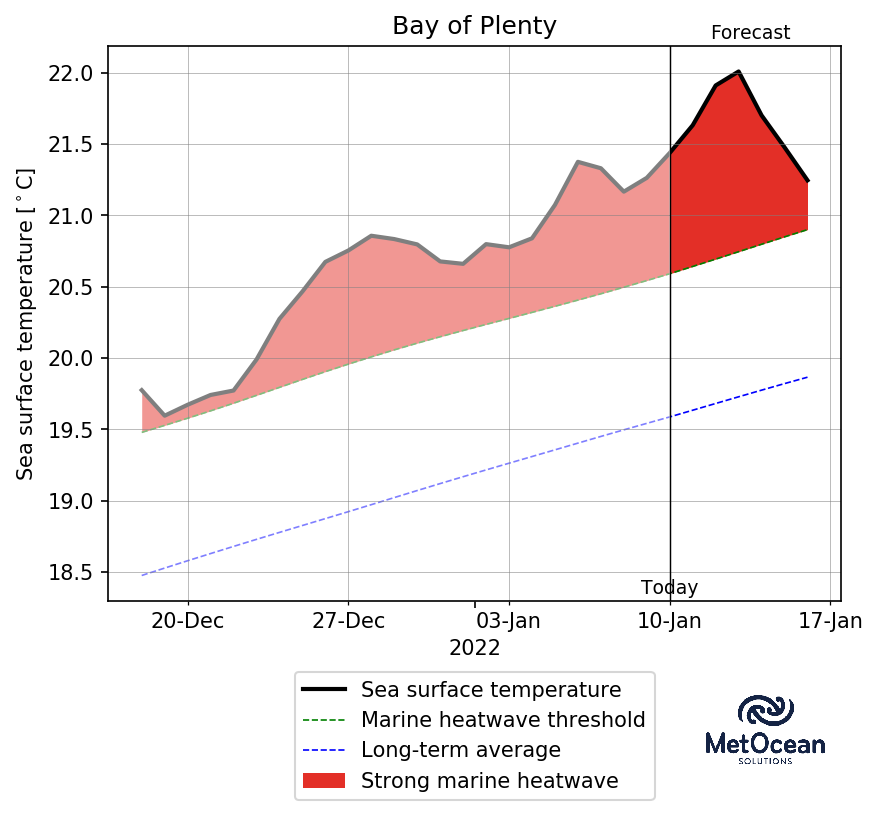 Bay of Plenty
Forecast
22.0
21.5
21.0
20.5
20.0
19.5
19.0
18.5
Sea surface temperature [°C]
Today
20-Dec 27-Dec 03-Jan 10-Jan 17-Jan
2022
Sea surface temperature
Marine heatwave threshold
Long-term average
Strong marine heatwave
MetOcean
SOLUTIONS